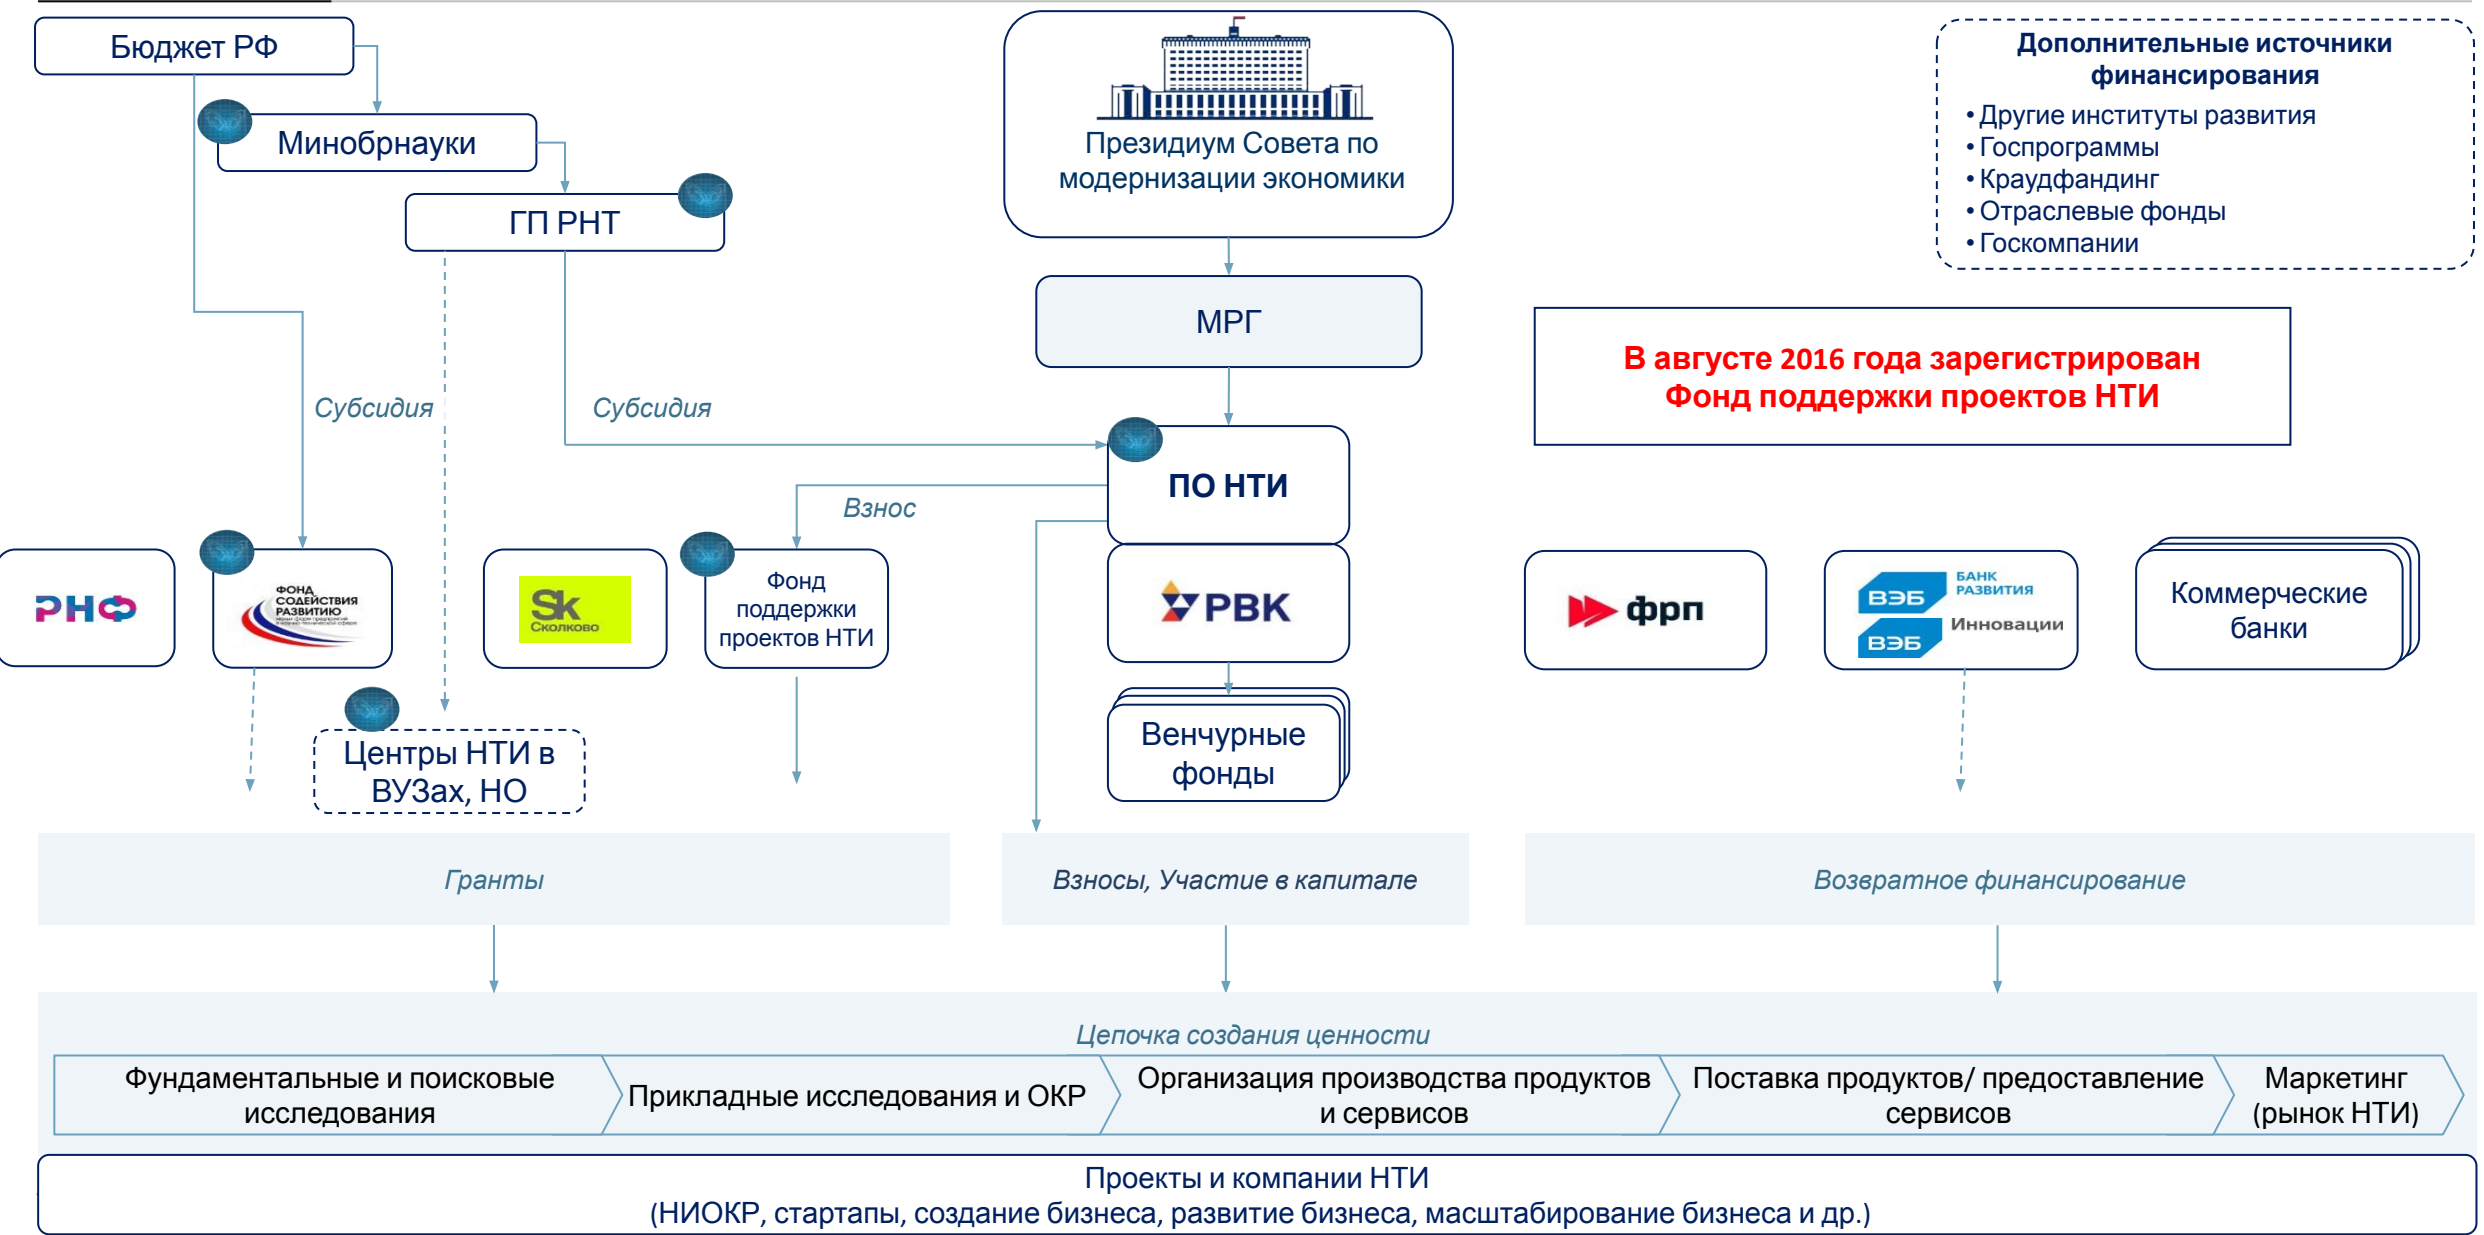 Бюджет РФ
Минобрнауки
ГП РНТ
Президиум Совета по
модернизации экономики
Дополнительные источники
финансирования
• Другие институты развития
• Госпрограммы
• Краудфандинг
• Отраслевые фонды
• Госкомпании
МРГ
В августе 2016 года зарегистрирован
Фонд поддержки проектов НТИ
Субсидия
Субсидия
Взнос
ПО НТИ
РНФ
ФОНД
СОДЕЙСТВИЯ
РАЗВИТИЮ
Sk
Сколково
Фонд
поддержки
проектов НТИ
РВК
фрп
ВЭБ
БАНК
РАЗВИТИЯ
ВЭБ
Инновации
Коммерческие
банки
Центры НТИ в
ВУЗах, НО
Венчурные
фонды
Гранты
Взносы, Участие в капитале
Возвратное финансирование
Цепочка создания ценности
Фундаментальные и поисковые
исследования
Прикладные исследования и ОКР
Организация производства продуктов
и сервисов
Поставка продуктов/ предоставление
сервисов
Маркетинг
(рынок НТИ)
Проекты и компании НТИ
(НИОКР, стартапы, создание бизнеса, развитие бизнеса, масштабирование бизнеса и др.)